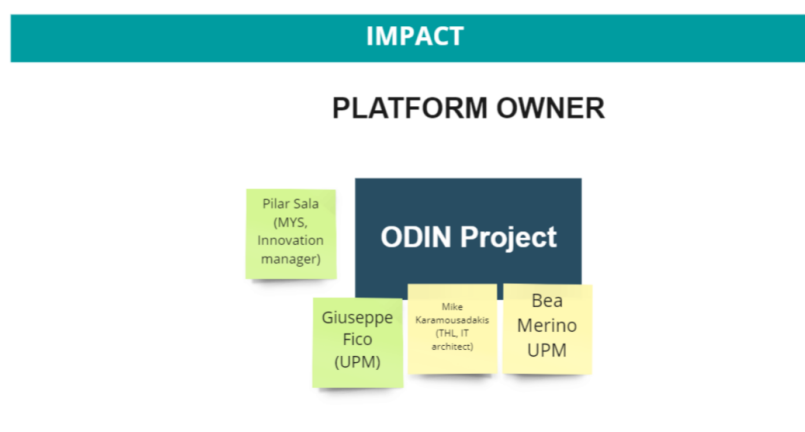 IMPACT
PLATFORM OWNER
Pilar Sala
(MYS,
Innovation
manager)
ODIN Project
Giuseppe
Fico
(UPM)
Mike
Karamousadakis
(THL, IT
architect)
Bea
Merino
UPM